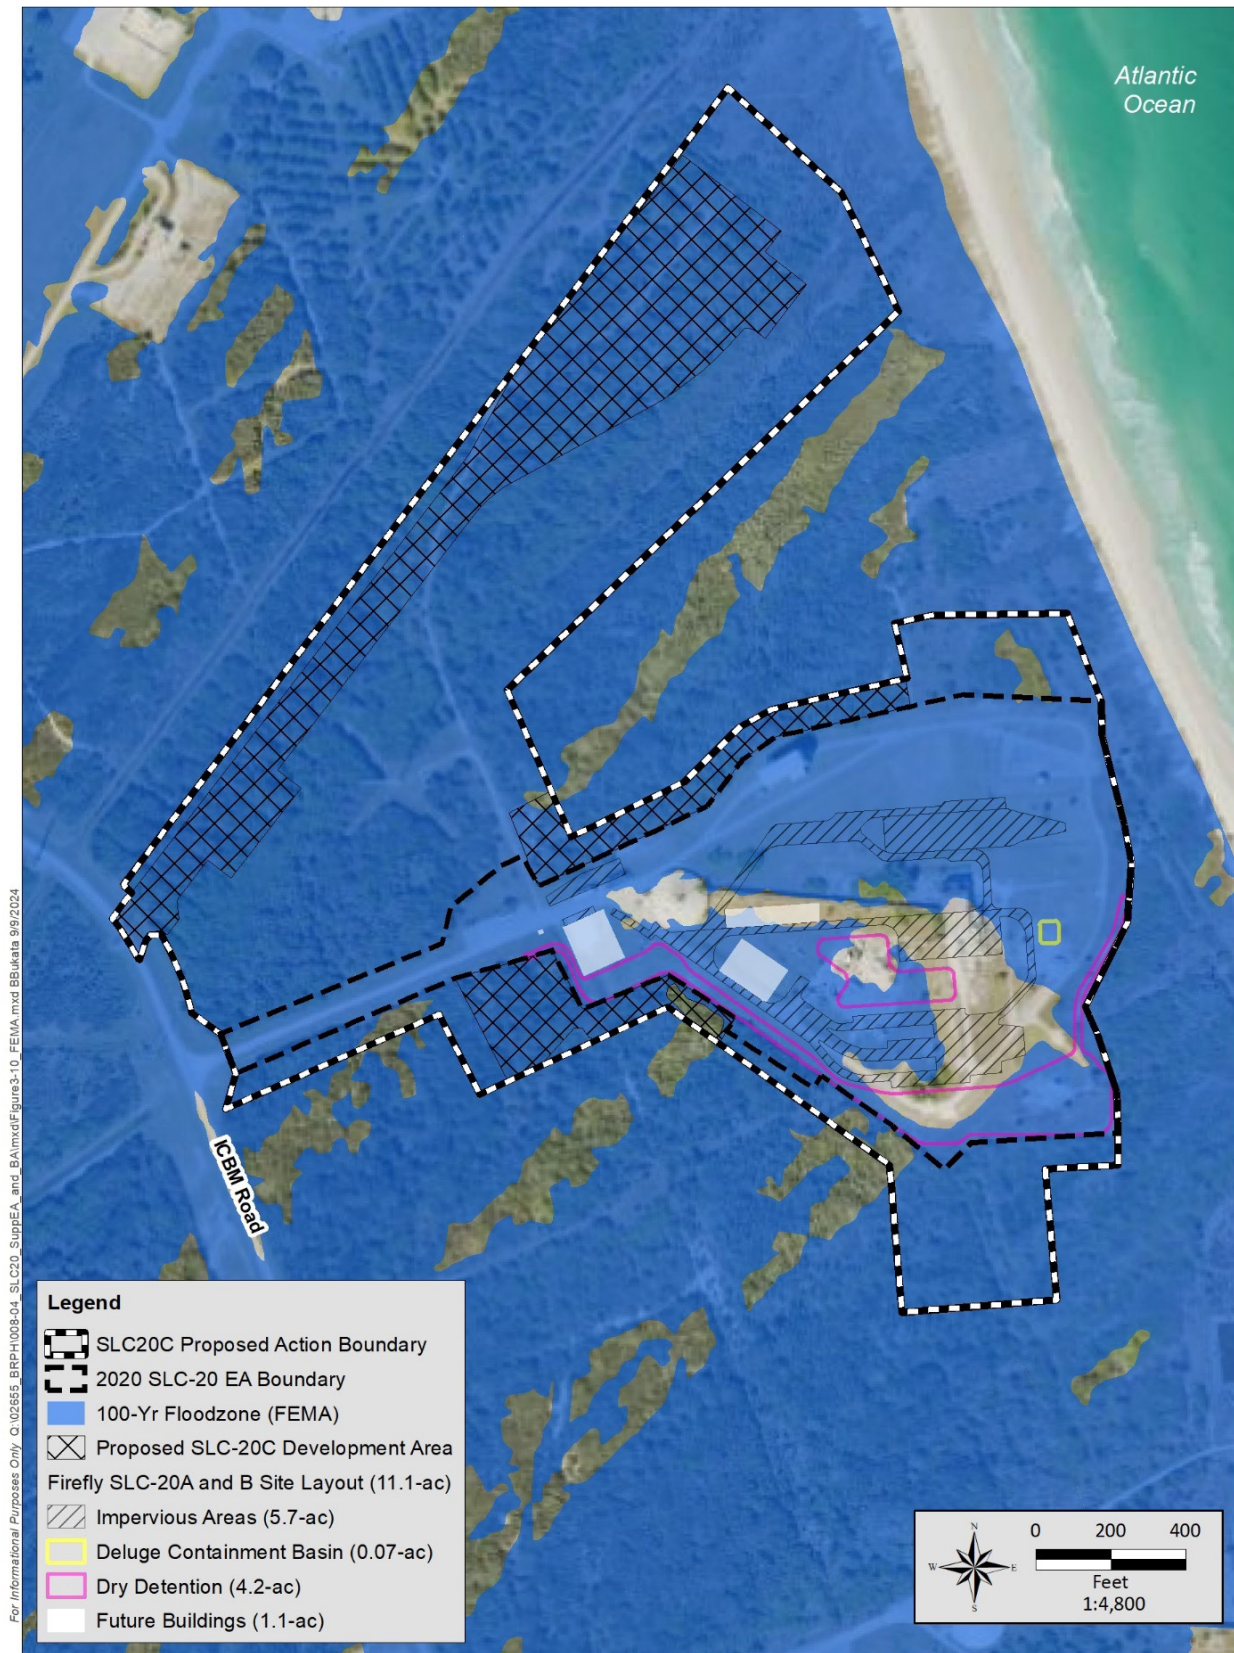 Atlantic
Ocean
ICBM Road
For Informational Purposes Only Q:\02655_BRPH\008-04_SLC20_SuppEA_and_BA\mxd\Figure3-10_FEMA.mxd BBukata 9/9/2024
Legend
SLC20C Proposed Action Boundary
2020 SLC-20 EA Boundary
100-Yr Floodzone (FEMA)
Proposed SLC-20C Development Area
Firefly SLC-20A and B Site Layout (11.1-ac)
Impervious Areas (5.7-ac)
Deluge Containment Basin (0.07-ac)
Dry Detention (4.2-ac)
Future Buildings (1.1-ac)
N
W E
S
0 200 400
Feet
1:4,800